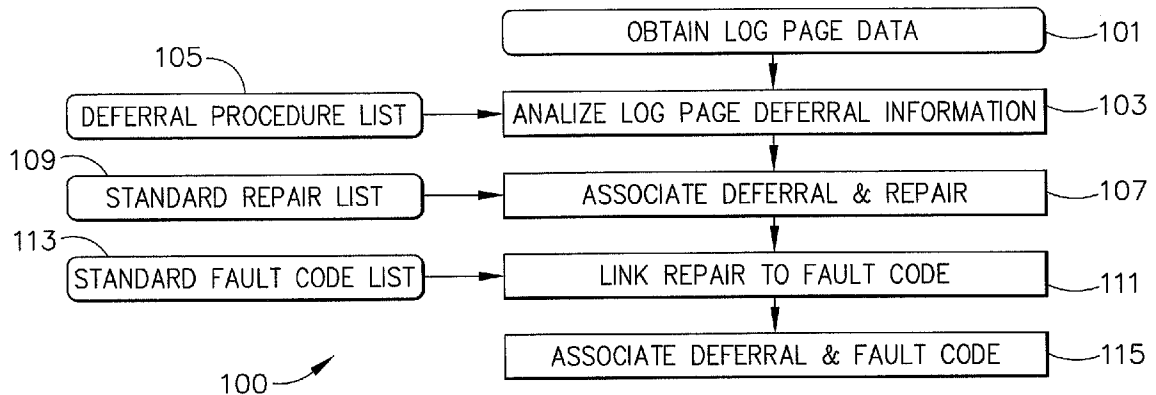 OBTAIN LOG PAGE DATA
101
105
DEFERRAL PROCEDURE LIST
ANALIZE LOG PAGE DEFERRAL INFORMATION
103
109
STANDARD REPAIR LIST
ASSOCIATE DEFERRAL & REPAIR
107
113
STANDARD FAULT CODE LIST
LINK REPAIR TO FAULT CODE
111
ASSOCIATE DEFERRAL & FAULT CODE
115
100